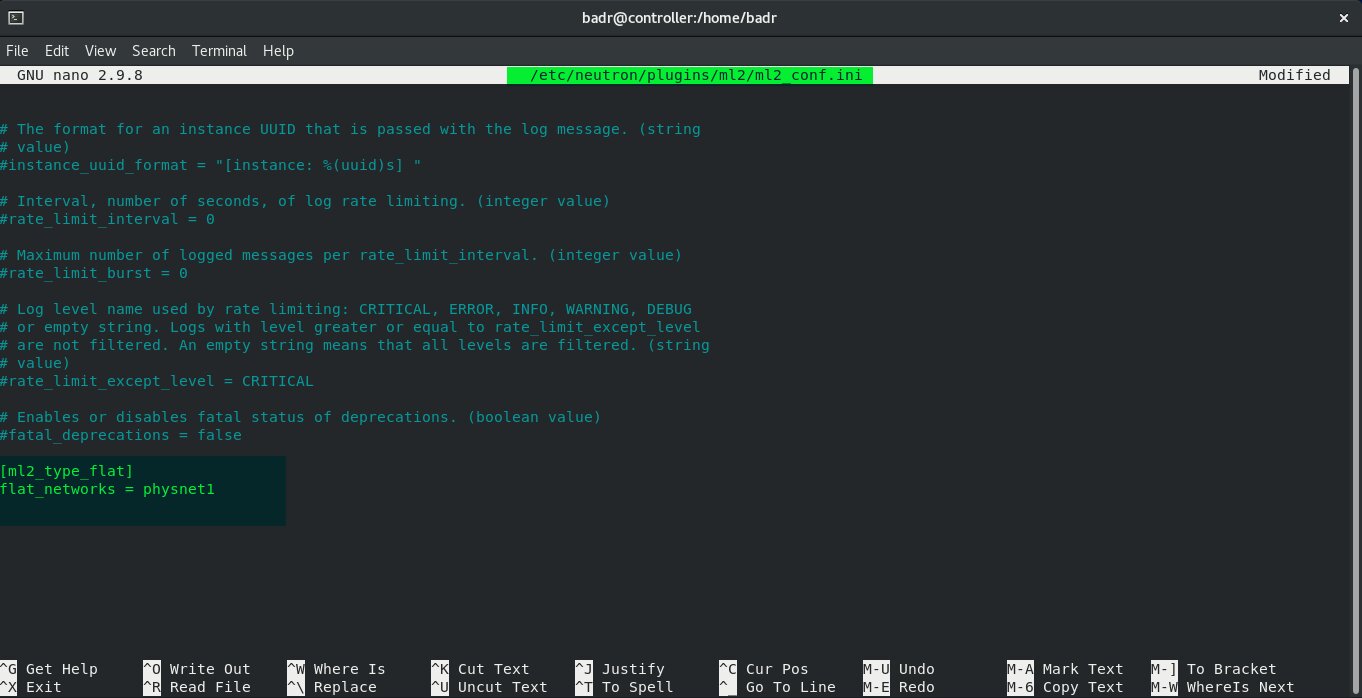 badr@controller:/home/badr
×
File Edit View Search Terminal Help
GNU nano 2.9.8 /etc/neutron/plugins/ml2/ml2_conf.ini Modified
# The format for an instance UUID that is passed with the log message. (string
# value)
#instance_uuid_format = "[instance: %(uuid)s] "
# Interval, number of seconds, of log rate limiting. (integer value)
#rate_limit_interval = 0
# Maximum number of logged messages per rate_limit_interval. (integer value)
#rate_limit_burst = 0
# Log level name used by rate limiting: CRITICAL, ERROR, INFO, WARNING, DEBUG
# or empty string. Logs with level greater or equal to rate_limit_except_level
# are not filtered. An empty string means that all levels are filtered. (string
# value)
#rate_limit_except_level = CRITICAL
# Enables or disables fatal status of deprecations. (boolean value)
#fatal_deprecations = false
[ml2_type_flat]
flat_networks = physnet1
^G Get Help ^O Write Out ^W Where Is ^K Cut Text ^J Justify ^C Cur Pos M-U Undo M-A Mark Text M-] To Bracket
^X Exit ^R Read File ^\ Replace ^U Uncut Text ^T To Spell ^_ Go To Line M-E Redo M-6 Copy Text M-W WhereIs Next